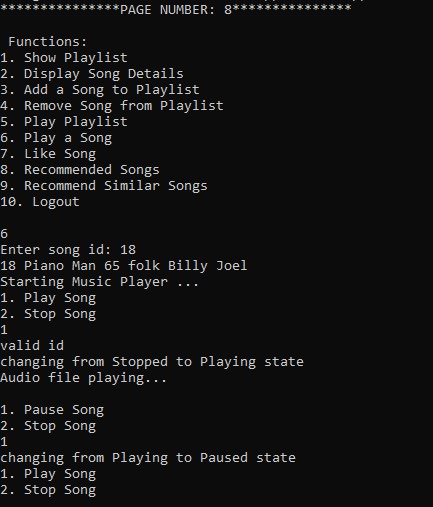 ***************PAGE NUMBER: 8***************
Functions:
1. Show Playlist
2. Display Song Details
3. Add a Song to Playlist
4. Remove Song from Playlist
5. Play Playlist
6. Play a Song
7. Like Song
8. Recommended Songs
9. Recommend Similar Songs
10. Logout
6
Enter song id: 18
18 Piano Man 65 folk Billy Joel
Starting Music Player ...
1. Play Song
2. Stop Song
1
valid id
changing from Stopped to Playing state
Audio file playing...
1. Pause Song
2. Stop Song
1
changing from Playing to Paused state
1. Play Song
2. Stop Song